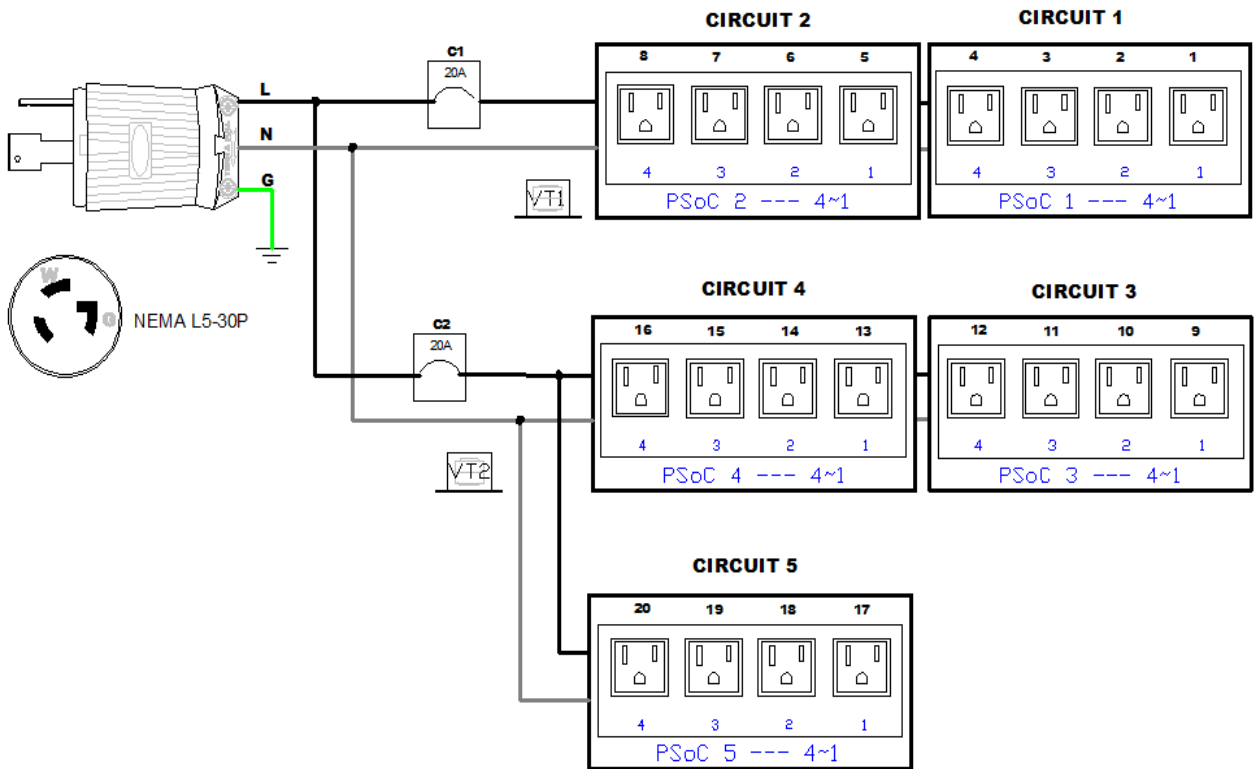 CIRCUIT 2
CIRCUIT 1
C1
20A
8 7 6 5
4 3 2 1
L
N
G
4 3 2 1
4 3 2 1
VT1
PSoC 2 --- 4~1
PSoC 1 --- 4~1
W
G
NEMA L5-30P
CIRCUIT 4
CIRCUIT 3
C2
20A
16 15 14 13
12 11 10 9
4 3 2 1
4 3 2 1
VT2
PSoC 4 --- 4~1
PSoC 3 --- 4~1
CIRCUIT 5
20 19 18 17
4 3 2 1
PSoC 5 --- 4~1